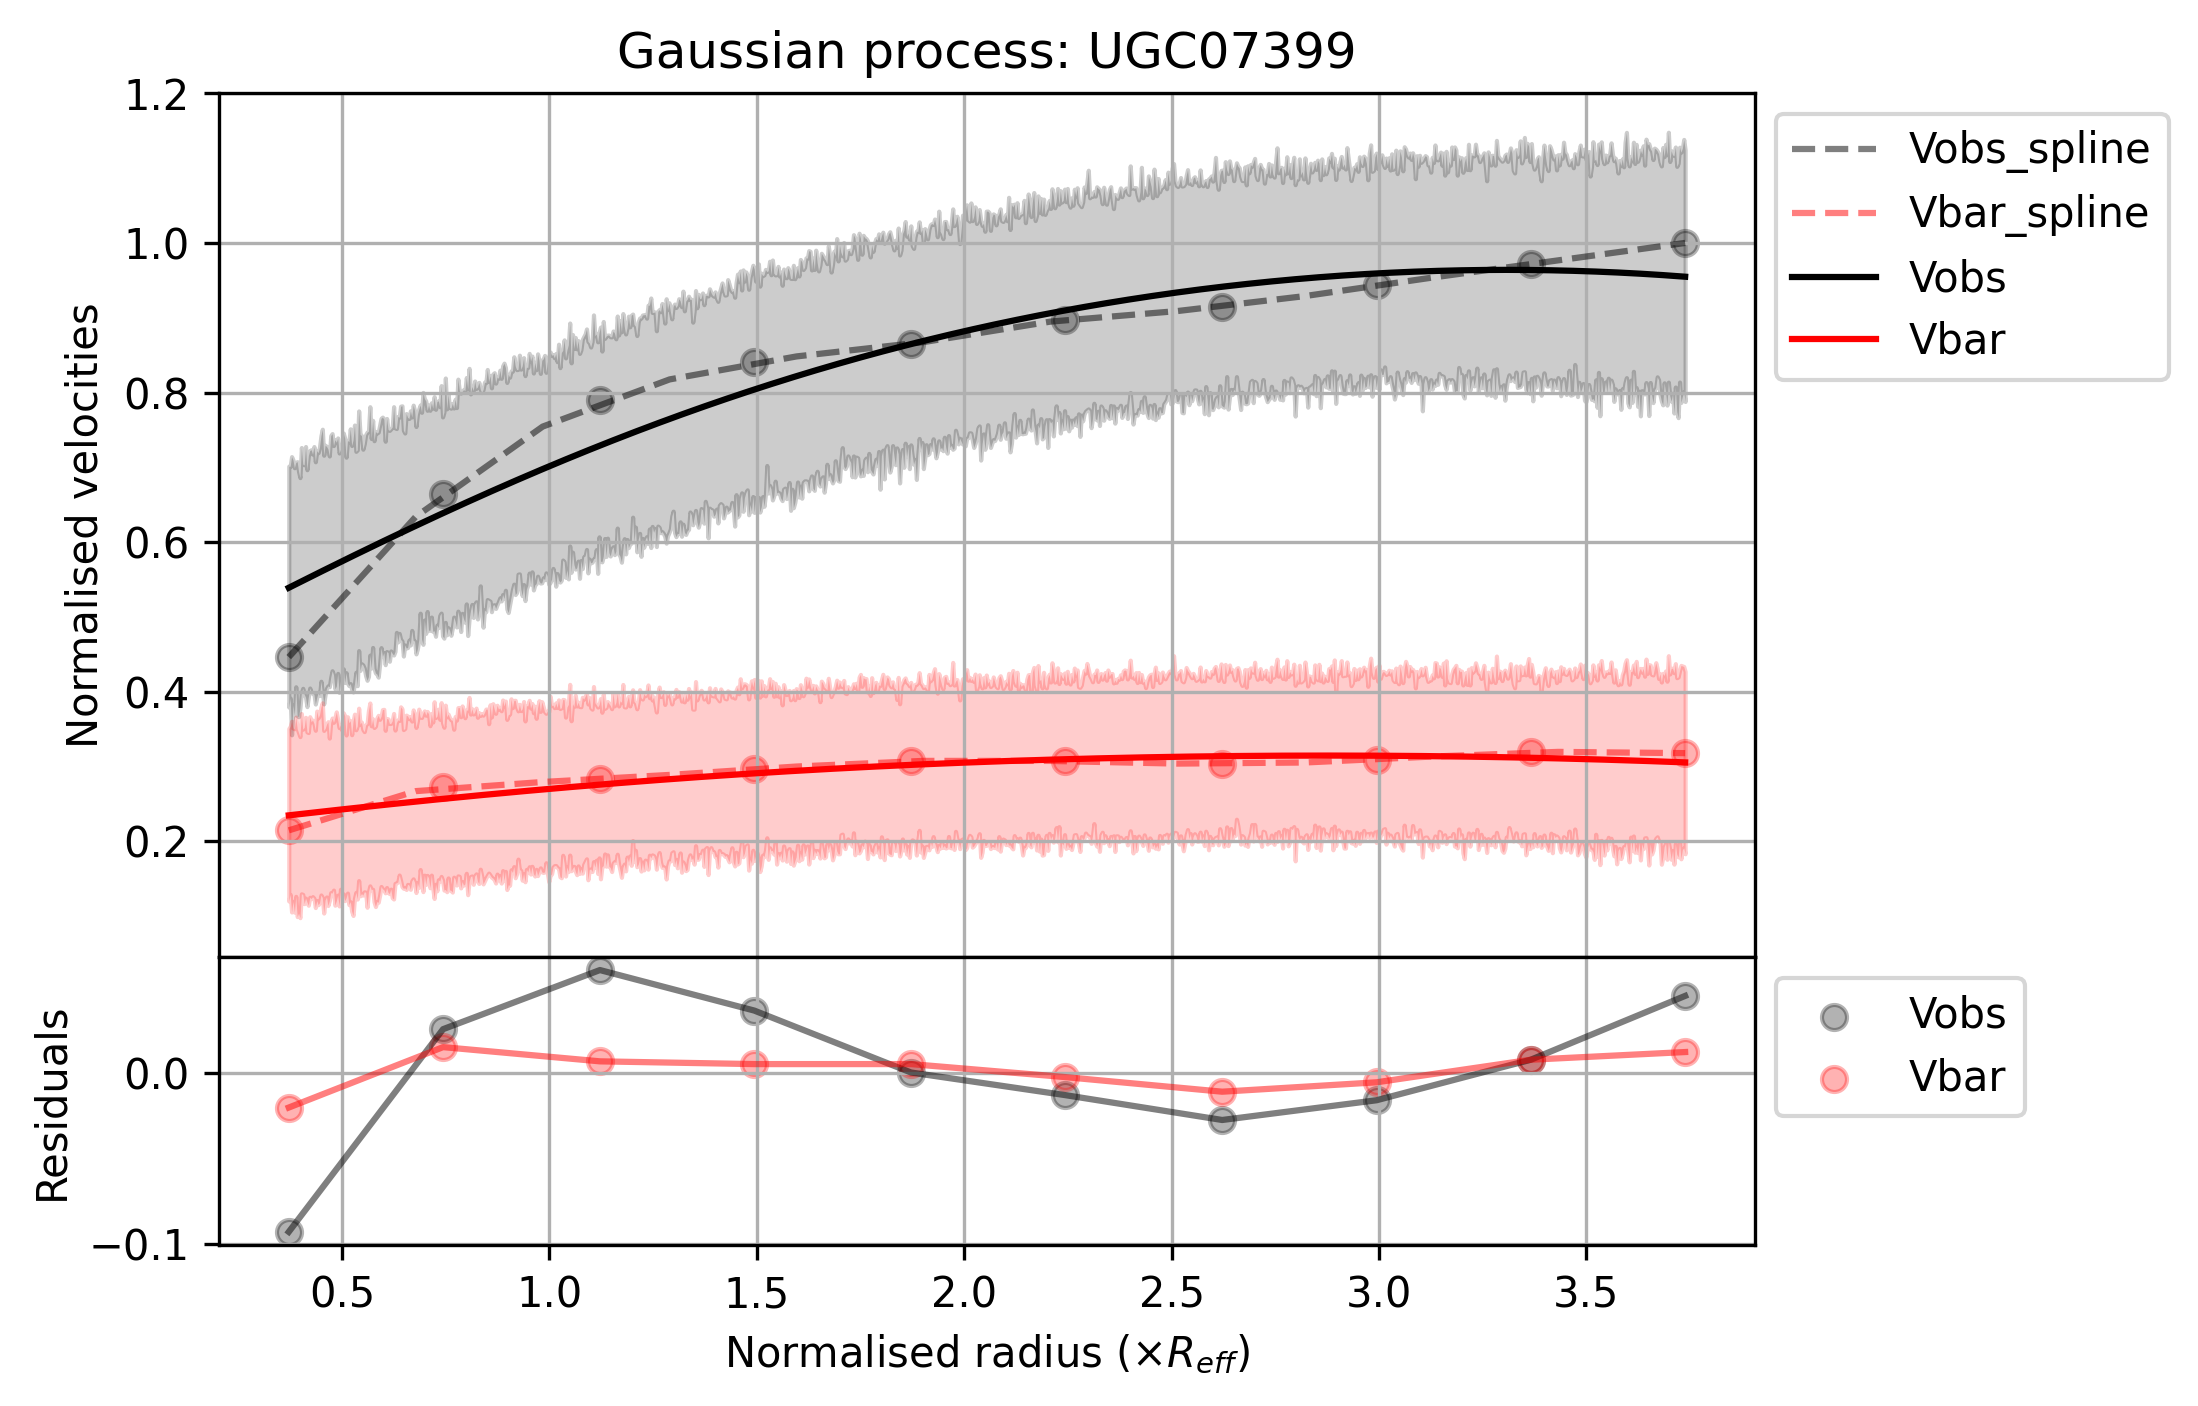 Gaussian process: UGC07399
1.2
1.0
0.8
0.6
0.4
0.2
Normalised velocities
Vobs_spline
Vbar_spline
Vobs
Vbar
0.0
−0.1
Residuals
Vobs
Vbar
0.5 1.0 1.5 2.0 2.5 3.0 3.5
Normalised radius (×R_eff)